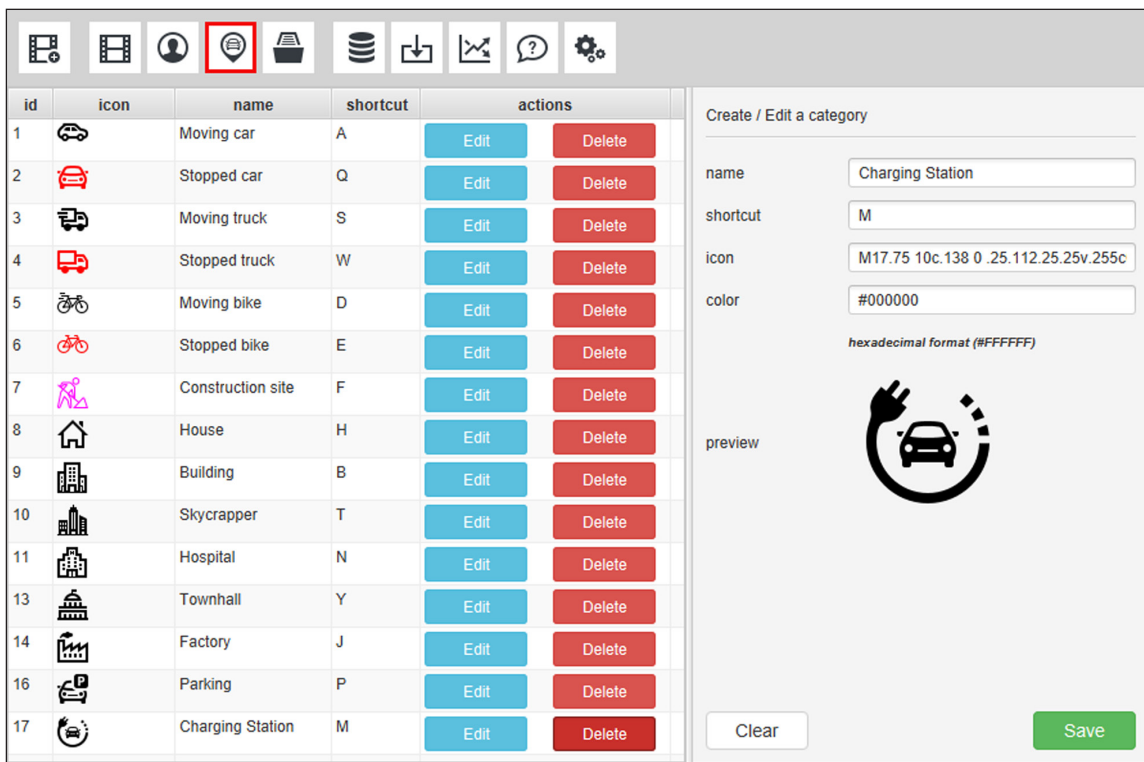 id icon name shortcut actions
1 Moving car A Edit Delete
2 Stopped car Q Edit Delete
3 Moving truck S Edit Delete
4 Stopped truck W Edit Delete
5 Moving bike D Edit Delete
6 Stopped bike E Edit Delete
7 Construction site F Edit Delete
8 House H Edit Delete
9 Building B Edit Delete
10 Skycrapper T Edit Delete
11 Hospital N Edit Delete
13 Townhall Y Edit Delete
14 Factory J Edit Delete
16 P Parking P Edit Delete
17 Charging Station M Edit Delete
Create / Edit a category
name Charging Station
shortcut M
icon M17.75 10c.138 0 .25.112.25.25v.255c
color #000000
hexadecimal format (#FFFFFF)
preview
Clear Save